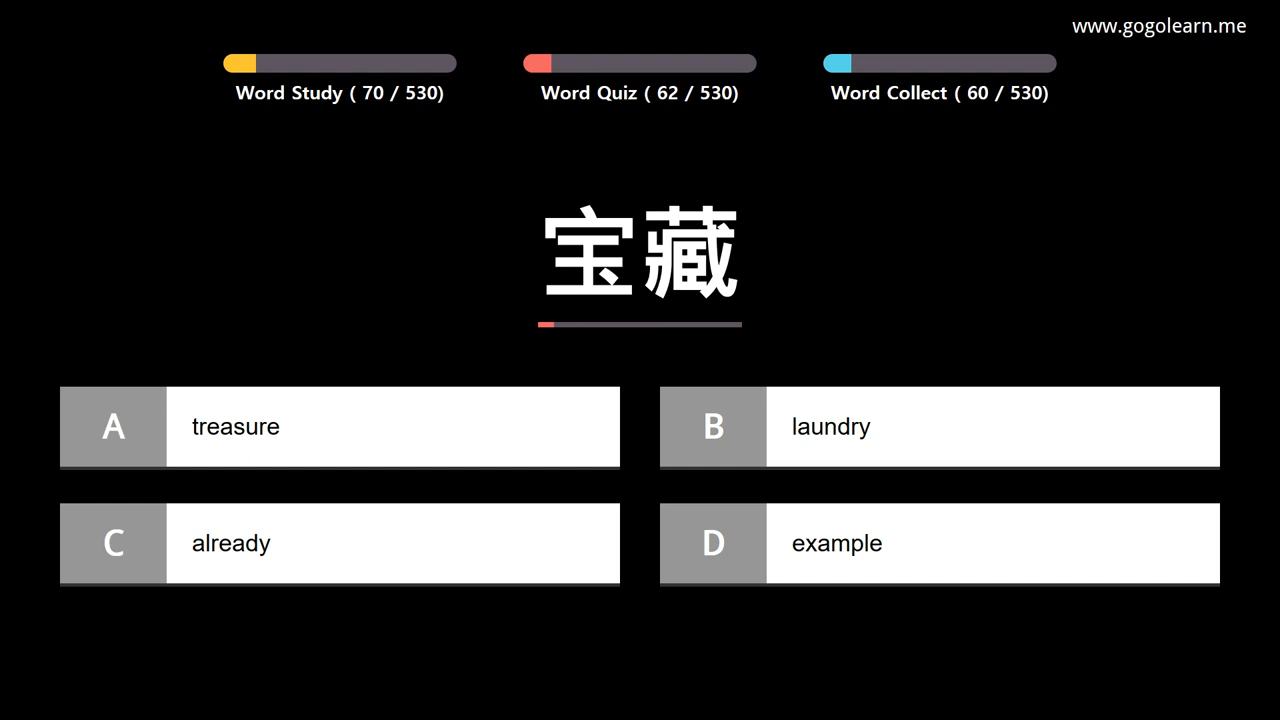 www.gogolearn.me
Word Study ( 70 / 530)
Word Quiz ( 62 / 530)
Word Collect ( 60 / 530)
宝藏
A treasure
B laundry
C already
D example